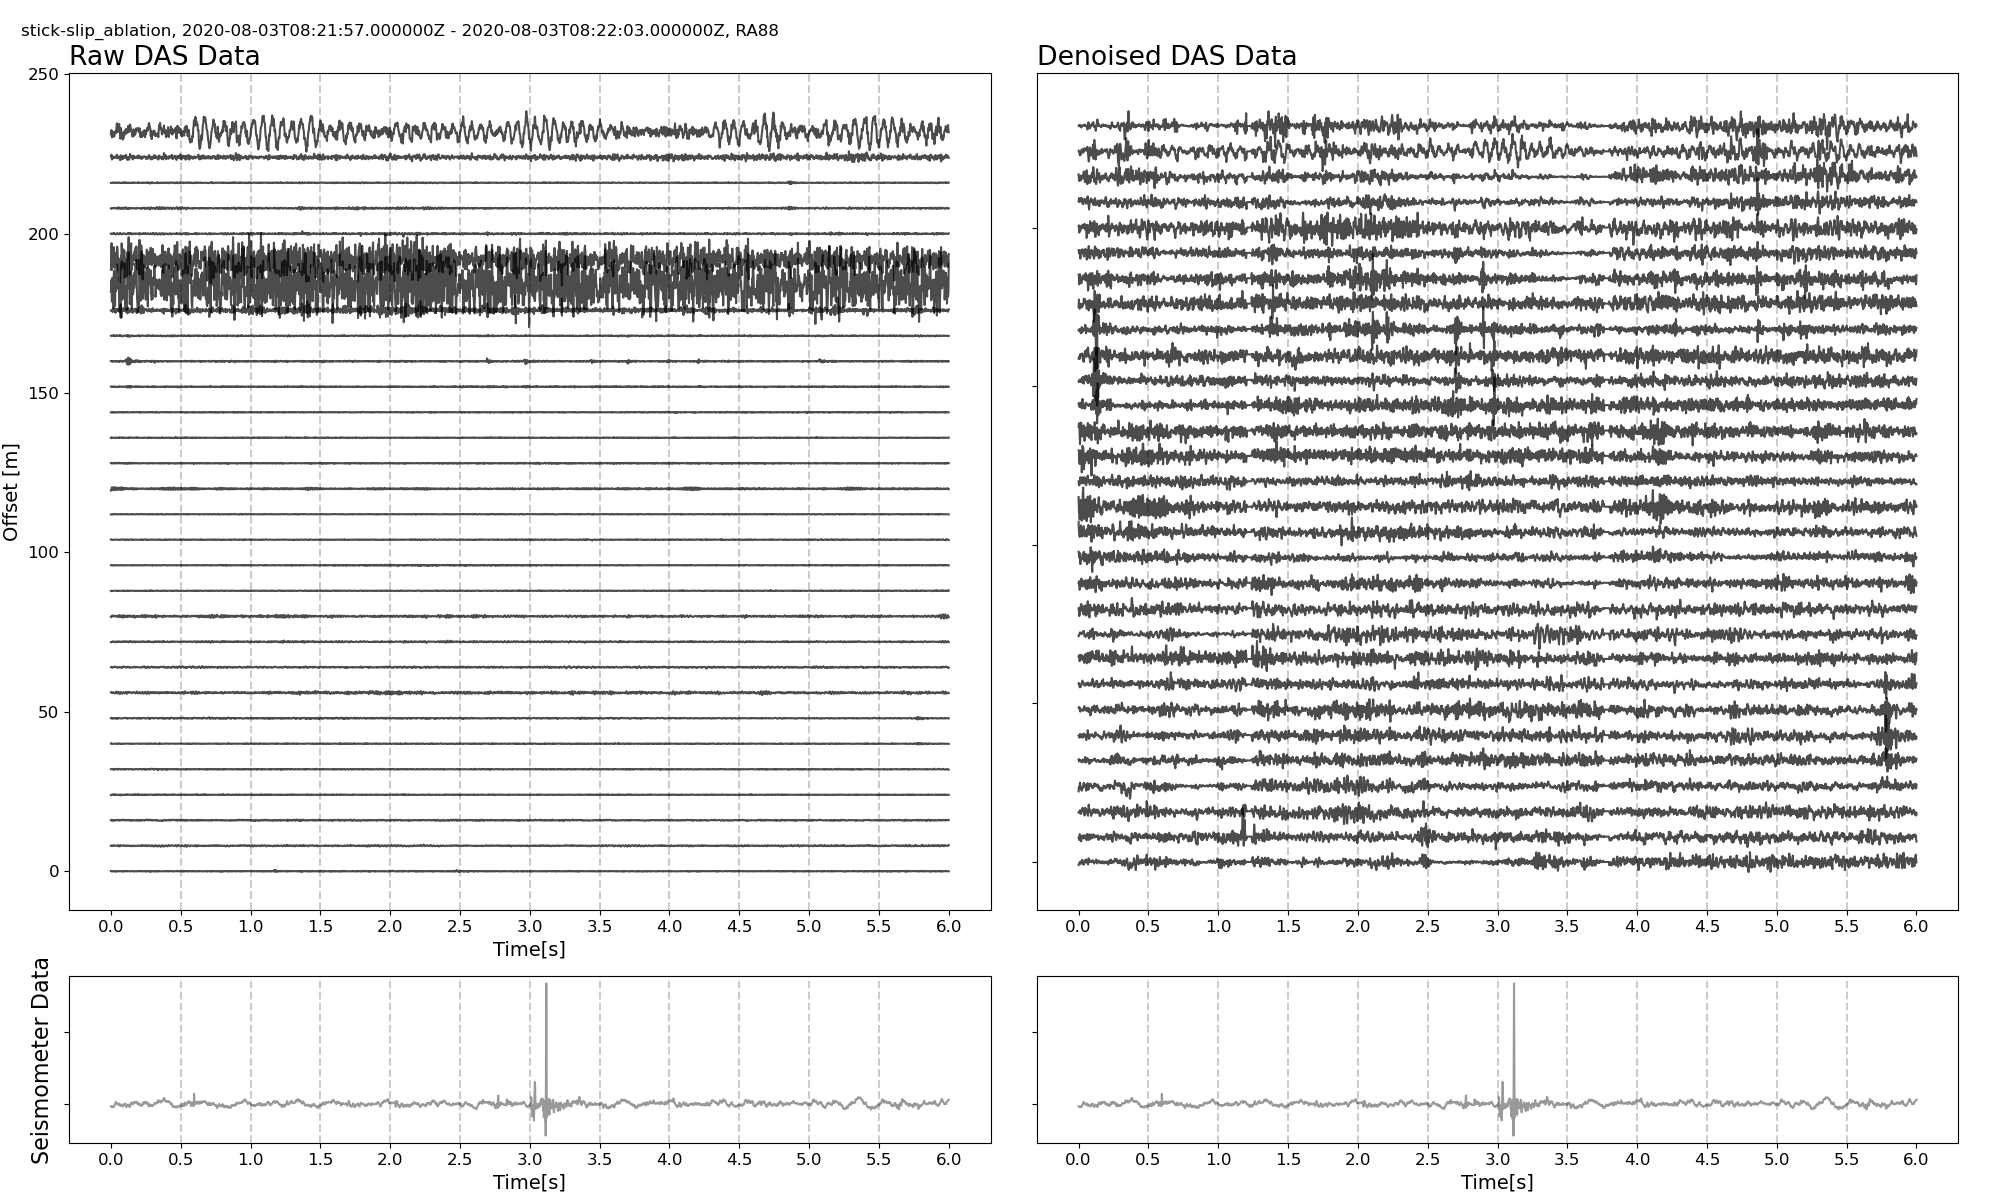 stick-slip_ablation, 2020-08-03T08:21:57.000000Z - 2020-08-03T08:22:03.000000Z, RA88
Raw DAS Data
Denoised DAS Data
250
200
150
100
50
0
Offset [m]
0.0 0.5 1.0 1.5 2.0 2.5 3.0 3.5 4.0 4.5 5.0 5.5 6.0
Time[s]
0.0 0.5 1.0 1.5 2.0 2.5 3.0 3.5 4.0 4.5 5.0 5.5 6.0
Seismometer Data
0.0 0.5 1.0 1.5 2.0 2.5 3.0 3.5 4.0 4.5 5.0 5.5 6.0
Time[s]
0.0 0.5 1.0 1.5 2.0 2.5 3.0 3.5 4.0 4.5 5.0 5.5 6.0
Time[s]